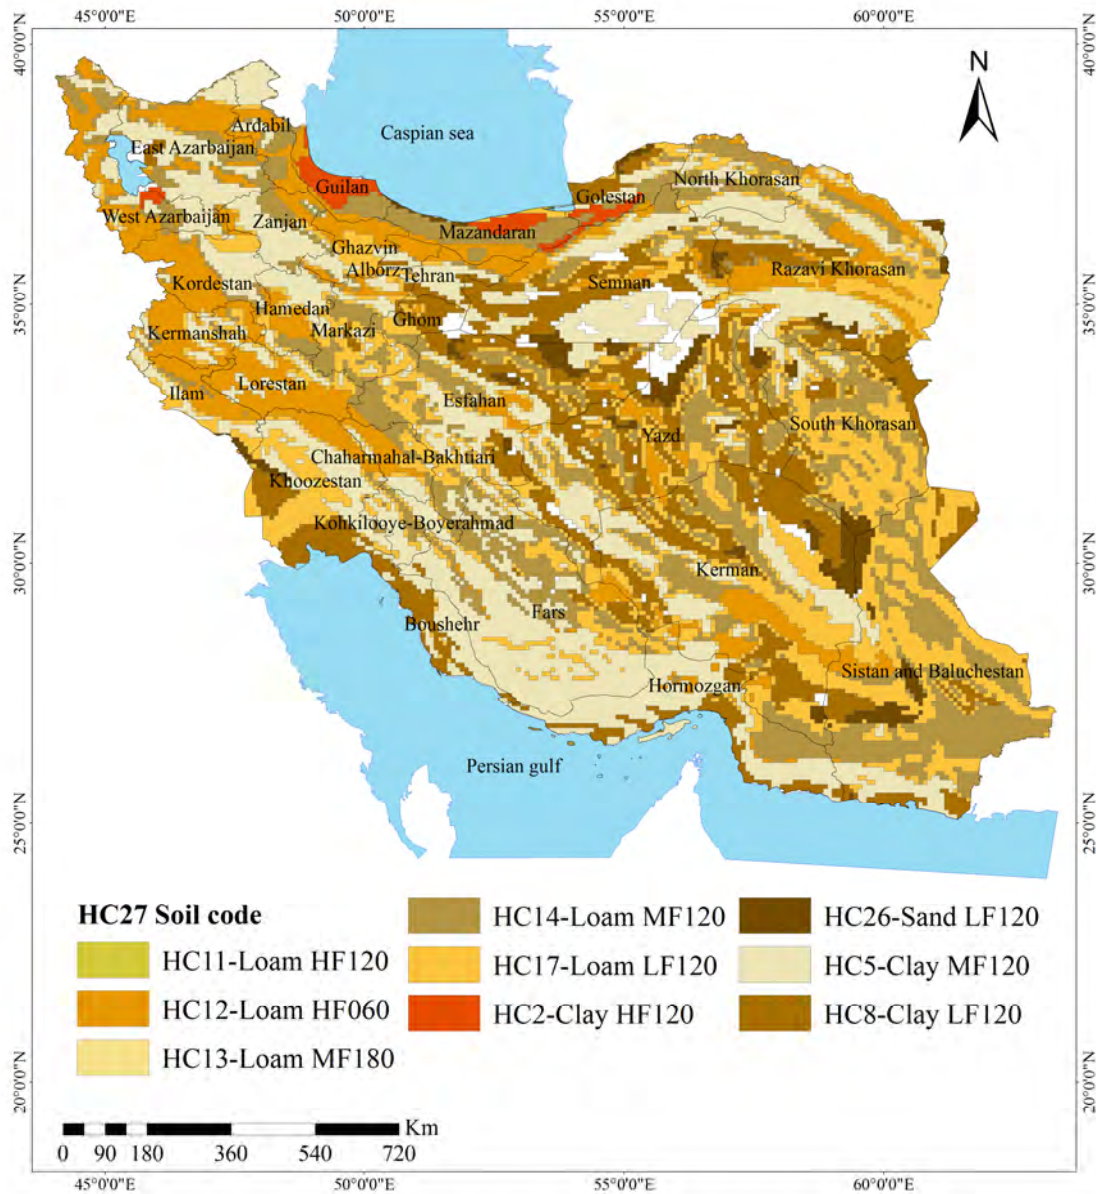 45°0'0"E 50°0'0"E 55°0'0"E 60°0'0"E
40°0'0"N
40°0'0"N
N
Caspian sea
Ardabil
East Azarbaijan
Guilan
North Khorasan
Golestan
West Azarbaijan
Zanjan
Mazandaran
Ghazvin
Alborz
Tehran
Razavi Khorasan
Semnan
Kordestan
35°0'0"N
35°0'0"N
Hamedan
Ghom
Kermanshah
Markazi
Lorestan
Ilam
Esfahan
South Khorasan
Yazd
Chaharmahal-Bakhtiari
Khoozestan
Kohkilooye-Boyerahmad
30°0'0"N
30°0'0"N
Kerman
Fars
Boushehr
Sistan and Baluchestan
Hormozgan
Persian gulf
25°0'0"N
25°0'0"N
HC27 Soil code
HC11-Loam HF120
HC12-Loam HF060
HC13-Loam MF180
HC14-Loam MF120
HC17-Loam LF120
HC2-Clay HF120
HC26-Sand LF120
HC5-Clay MF120
HC8-Clay LF120
20°0'0"N
20°0'0"N
Km
0 90 180 360 540 720
45°0'0"E 50°0'0"E 55°0'0"E 60°0'0"E